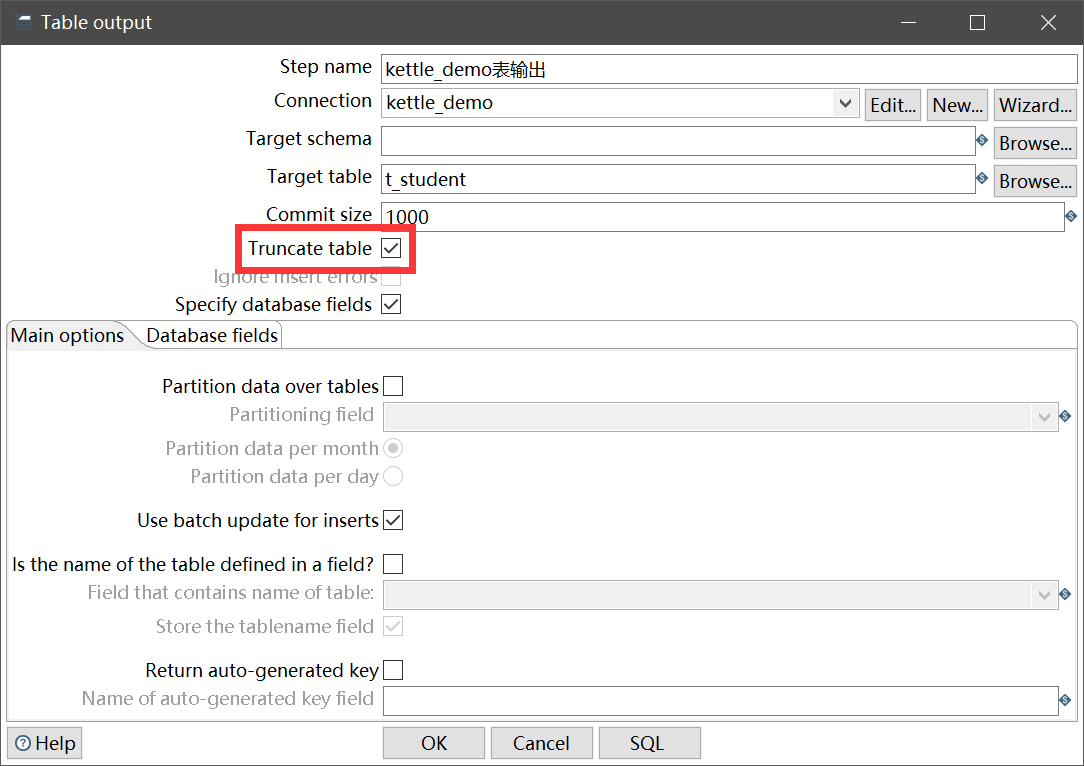 Table output
Step name kettle_demo表输出
Connection kettle_demo Edit... New... Wizard...
Target schema Browse...
Target table t_student Browse...
Commit size 1000
Truncate table
Ignore insert errors
Specify database fields
Main options Database fields
Partition data over tables
Partitioning field
Partition data per month
Partition data per day
Use batch update for inserts
Is the name of the table defined in a field?
Field that contains name of table:
Store the tablename field
Return auto-generated key
Name of auto-generated key field
Help OK Cancel SQL